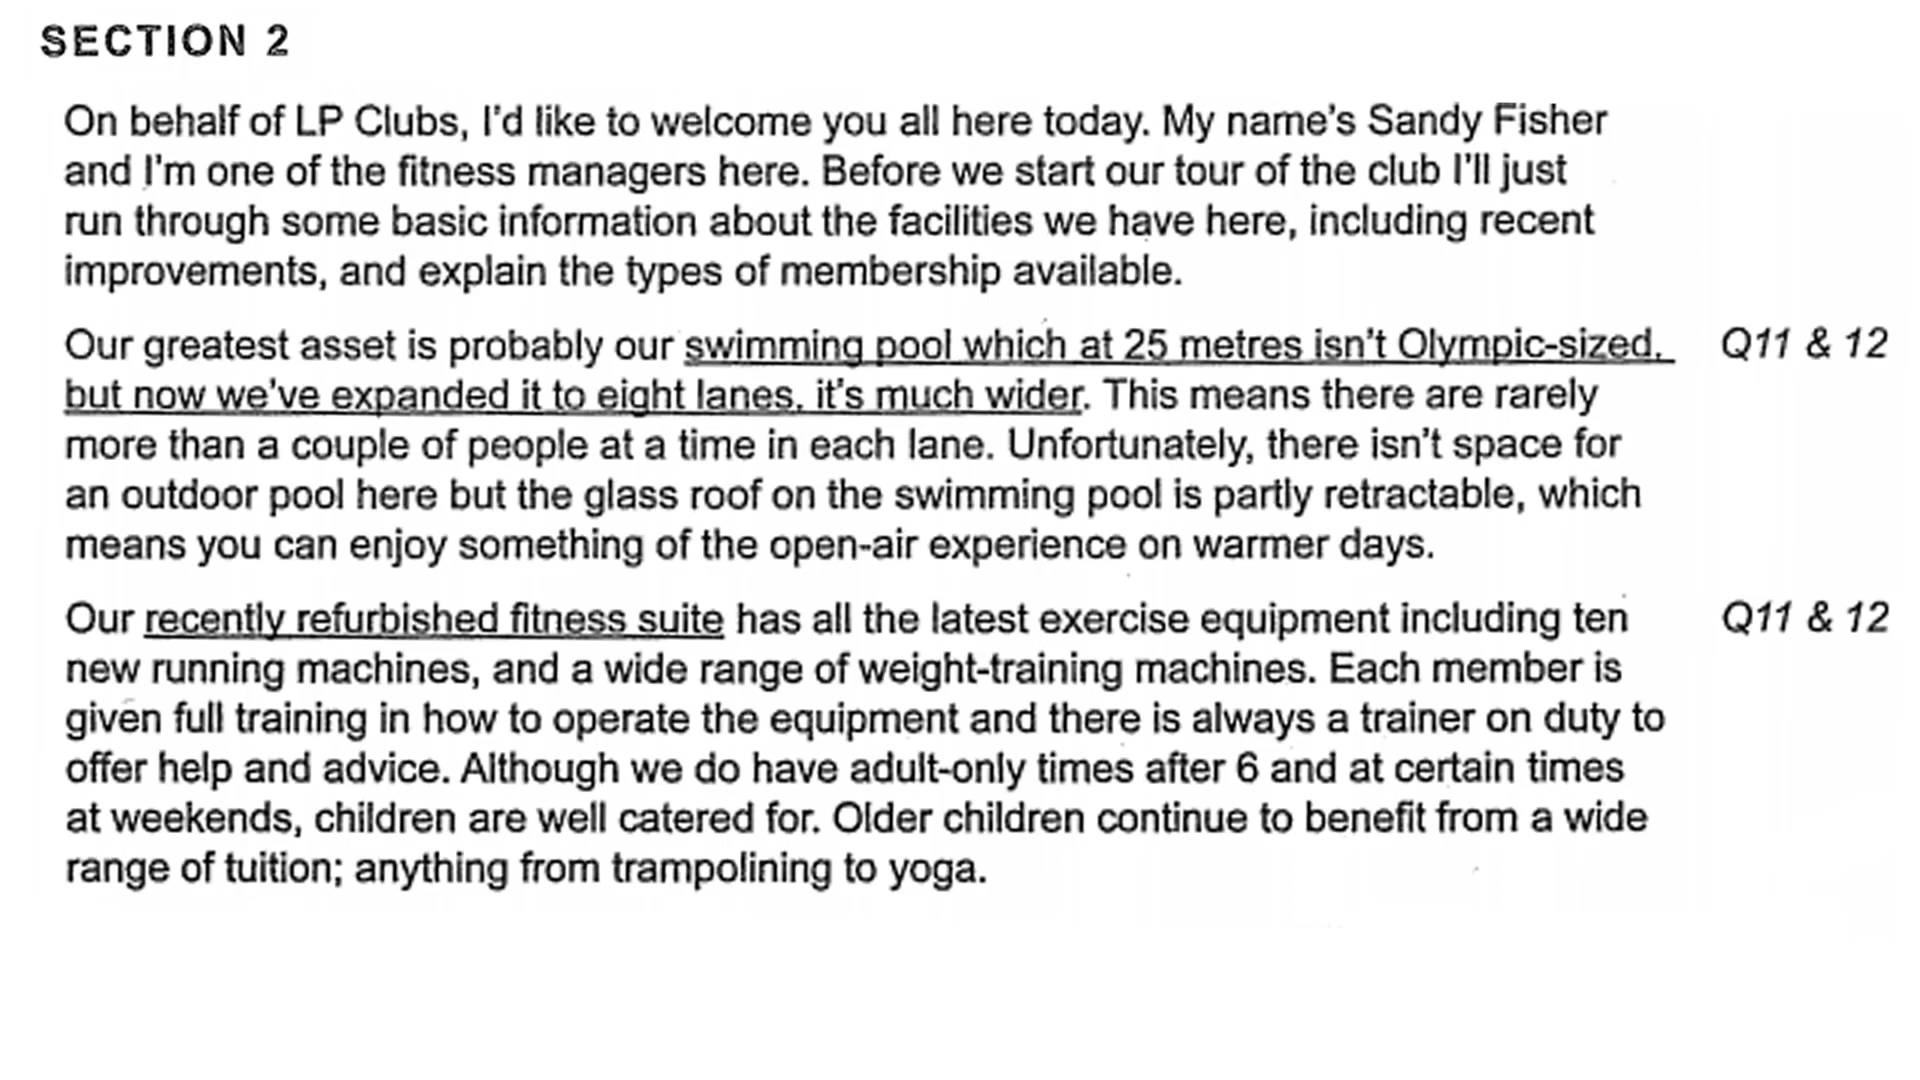 SECTION 2
On behalf of LP Clubs, I'd like to welcome you all here today. My name's Sandy Fisher
and I'm one of the fitness managers here. Before we start our tour of the club I'll just
run through some basic information about the facilities we have here, including recent
improvements, and explain the types of membership available.
Our greatest asset is probably our swimming pool which at 25 metres isn't Olympic-sized, Q11 & 12
but now we've expanded it to eight lanes, it's much wider. This means there are rarely
more than a couple of people at a time in each lane. Unfortunately, there isn't space for
an outdoor pool here but the glass roof on the swimming pool is partly retractable, which
means you can enjoy something of the open-air experience on warmer days.
Our recently refurbished fitness suite has all the latest exercise equipment including ten Q11 & 12
new running machines, and a wide range of weight-training machines. Each member is
given full training in how to operate the equipment and there is always a trainer on duty to
offer help and advice. Although we do have adult-only times after 6 and at certain times
at weekends, children are well catered for. Older children continue to benefit from a wide
range of tuition; anything from trampolining to yoga.